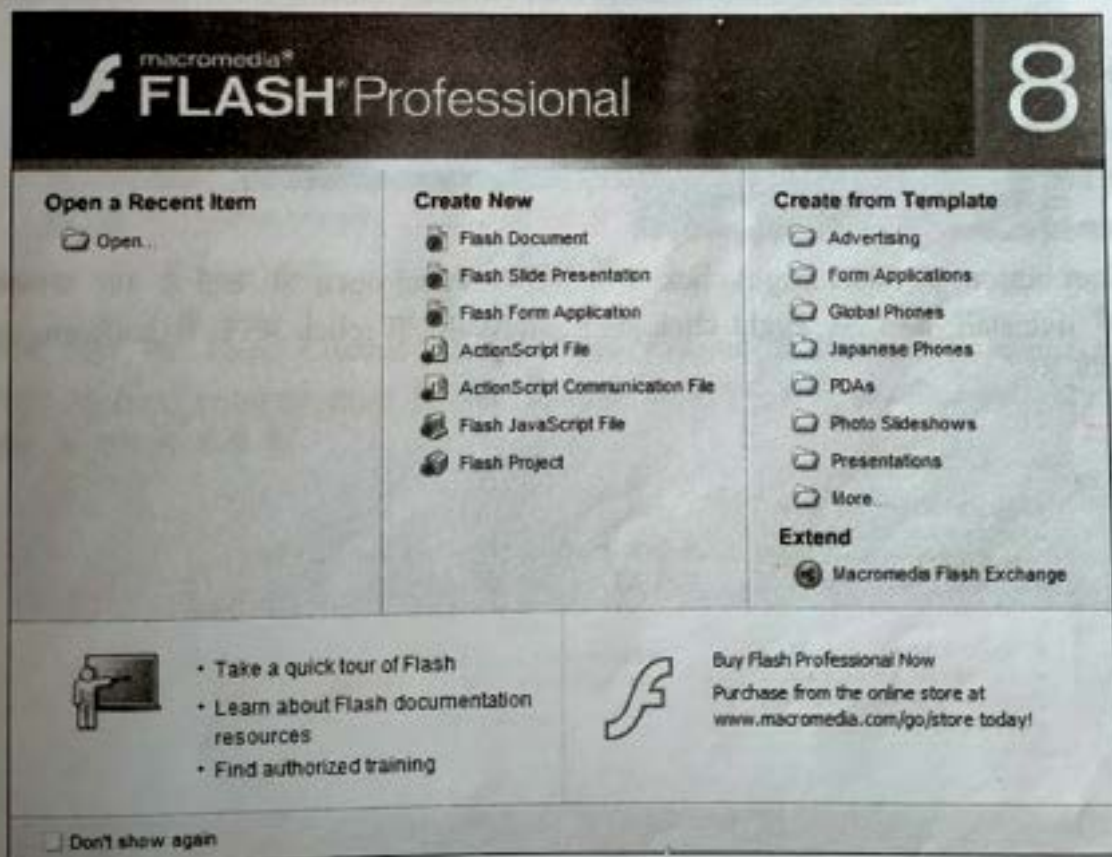 macromedia®
FLASH® Professional
8
Open a Recent Item
Open...
Create New
Flash Document
Flash Slide Presentation
Flash Form Application
ActionScript File
ActionScript Communication File
Flash JavaScript File
Flash Project
Create from Template
Advertising
Form Applications
Global Phones
Japanese Phones
PDAs
Photo Slideshows
Presentations
More...
Extend
Macromedia Flash Exchange
• Take a quick tour of Flash
• Learn about Flash documentation
resources
• Find authorized training
Buy Flash Professional Now
Purchase from the online store at
www.macromedia.com/go/store today!
Don't show again